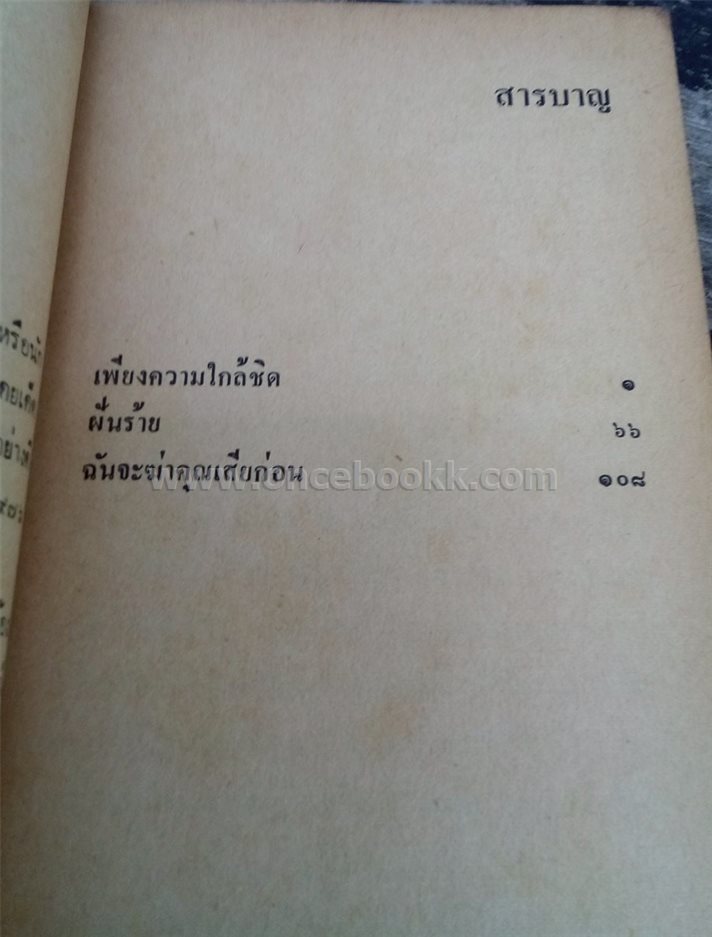 สารบาญ
เพียงความใกล้ชิด ๑
ฝันร้าย ๖๖
ฉันจะฆ่าคุณเสียก่อน ๑๐๘
www.oncebookk.com